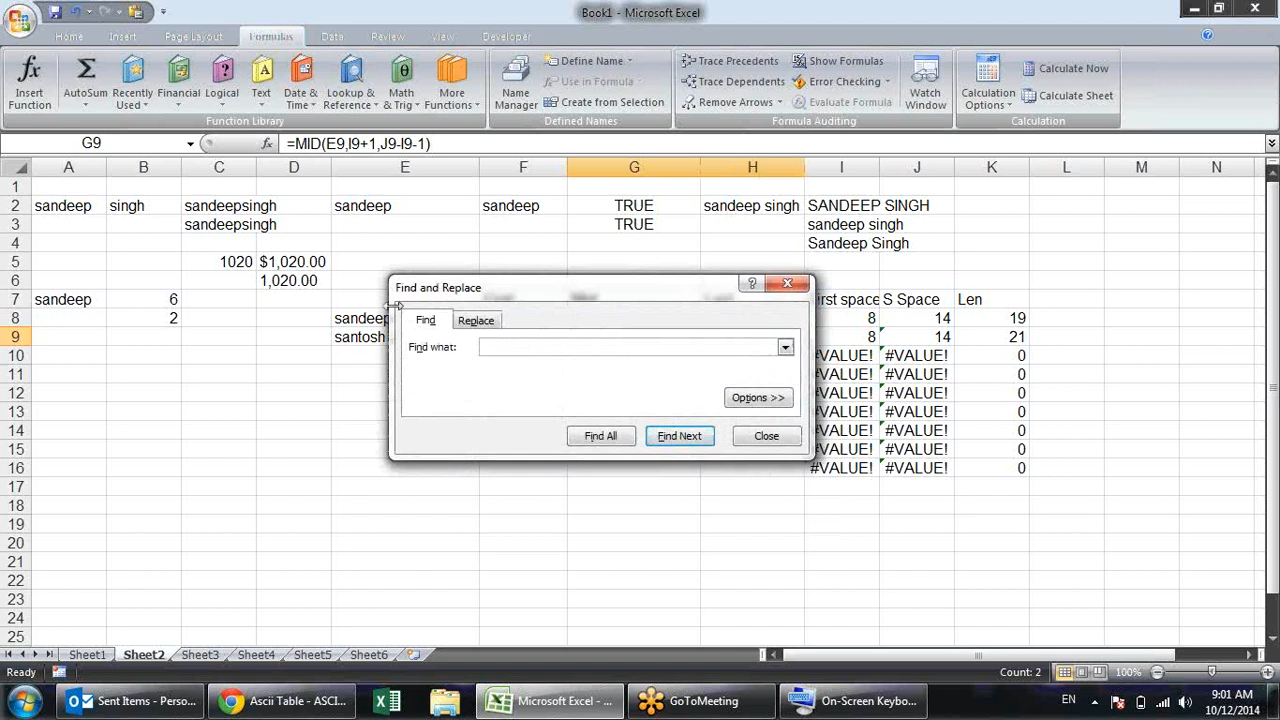 Book1 - Microsoft Excel
Home Insert Page Layout Formulas Data Review View Developer
fx Σ A θ
Insert Function AutoSum Recently Used Financial Logical Text Date & Time Lookup & Reference Math & Trig More Functions
Function Library
Name Manager Define Name Use in Formula Create from Selection
Defined Names
Trace Precedents Show Formulas
Trace Dependents Error Checking
Remove Arrows Evaluate Formula
Watch Window
Formula Auditing
Calculation Options Calculate Now
Calculate Sheet
Calculation
G9 fx =MID(E9,I9+1,J9-I9-1)
A B C D E F G H I J K L M N
1
2 sandeep singh sandeepsingh sandeep sandeep TRUE sandeep singh SANDEEP SINGH
3 sandeepsingh TRUE sandeep singh
4 Sandeep Singh
5 1020 $1,020.00
6 1,020.00
7 sandeep 6 S Space Len
8 2 8 14 19
9 santosh 8 14 21
10 #VALUE! #VALUE! 0
11 #VALUE! #VALUE! 0
12 #VALUE! #VALUE! 0
13 #VALUE! #VALUE! 0
14 #VALUE! #VALUE! 0
15 #VALUE! #VALUE! 0
16 #VALUE! #VALUE! 0
17
18
19
20
21
22
23
24
25
Find and Replace
Find Replace
Find what:
Options >>
Find All Find Next Close
Sheet1 Sheet2 Sheet3 Sheet4 Sheet5 Sheet6
Ready Count: 2 100%
Sent Items - Perso... Ascii Table - ASCI... Microsoft Excel - ... GoToMeeting On-Screen Keybo... EN 9:01 AM
10/12/2014